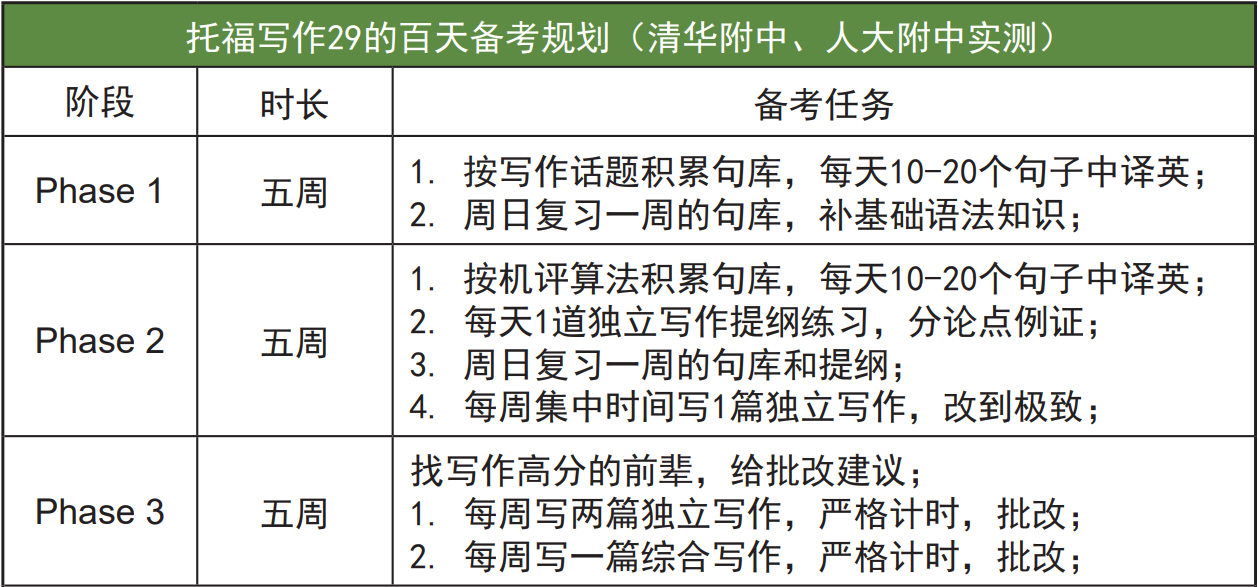 托福写作29的百天备考规划（清华附中、人大附中实测）
阶段 时长 备考任务
Phase 1 五周
1. 按写作话题积累句库，每天10-20个句子中译英；
2. 周日复习一周的句库，补基础语法知识；
Phase 2 五周
1. 按机评算法积累句库，每天10-20个句子中译英；
2. 每天1道独立写作提纲练习，分论点例证；
3. 周日复习一周的句库和提纲；
4. 每周集中时间写1篇独立写作，改到极致；
Phase 3 五周
找写作高分的前辈，给批改建议；
1. 每周写两篇独立写作，严格计时，批改；
2. 每周写一篇综合写作，严格计时，批改；